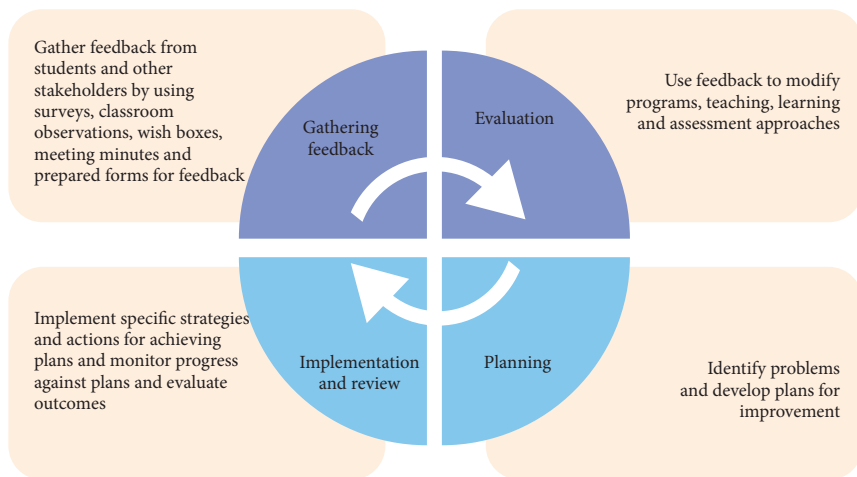 Gather feedback from
students and other
stakeholders by using
surveys, classroom
observations, wish boxes,
meeting minutes and
prepared forms for feedback
Gathering
feedback
Evaluation
Use feedback to modify
programs, teaching, learning
and assessment approaches
Implement specific strategies
and actions for achieving
plans and monitor progress
against plans and evaluate
outcomes
Implementation
and review
Planning
Identify problems
and develop plans for
improvement